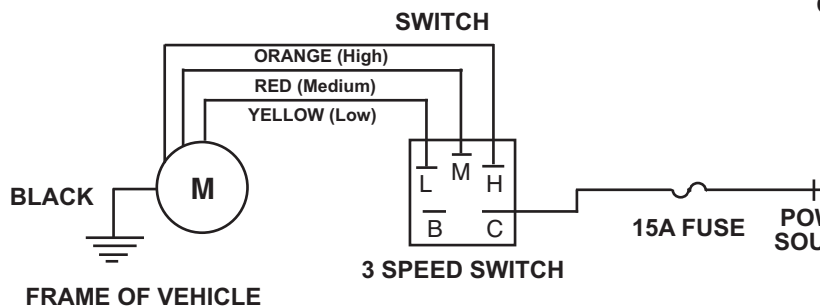 SWITCH
ORANGE (High)
RED (Medium)
YELLOW (Low)
BLACK
M
L M H
B C
15A FUSE
3 SPEED SWITCH
FRAME OF VEHICLE